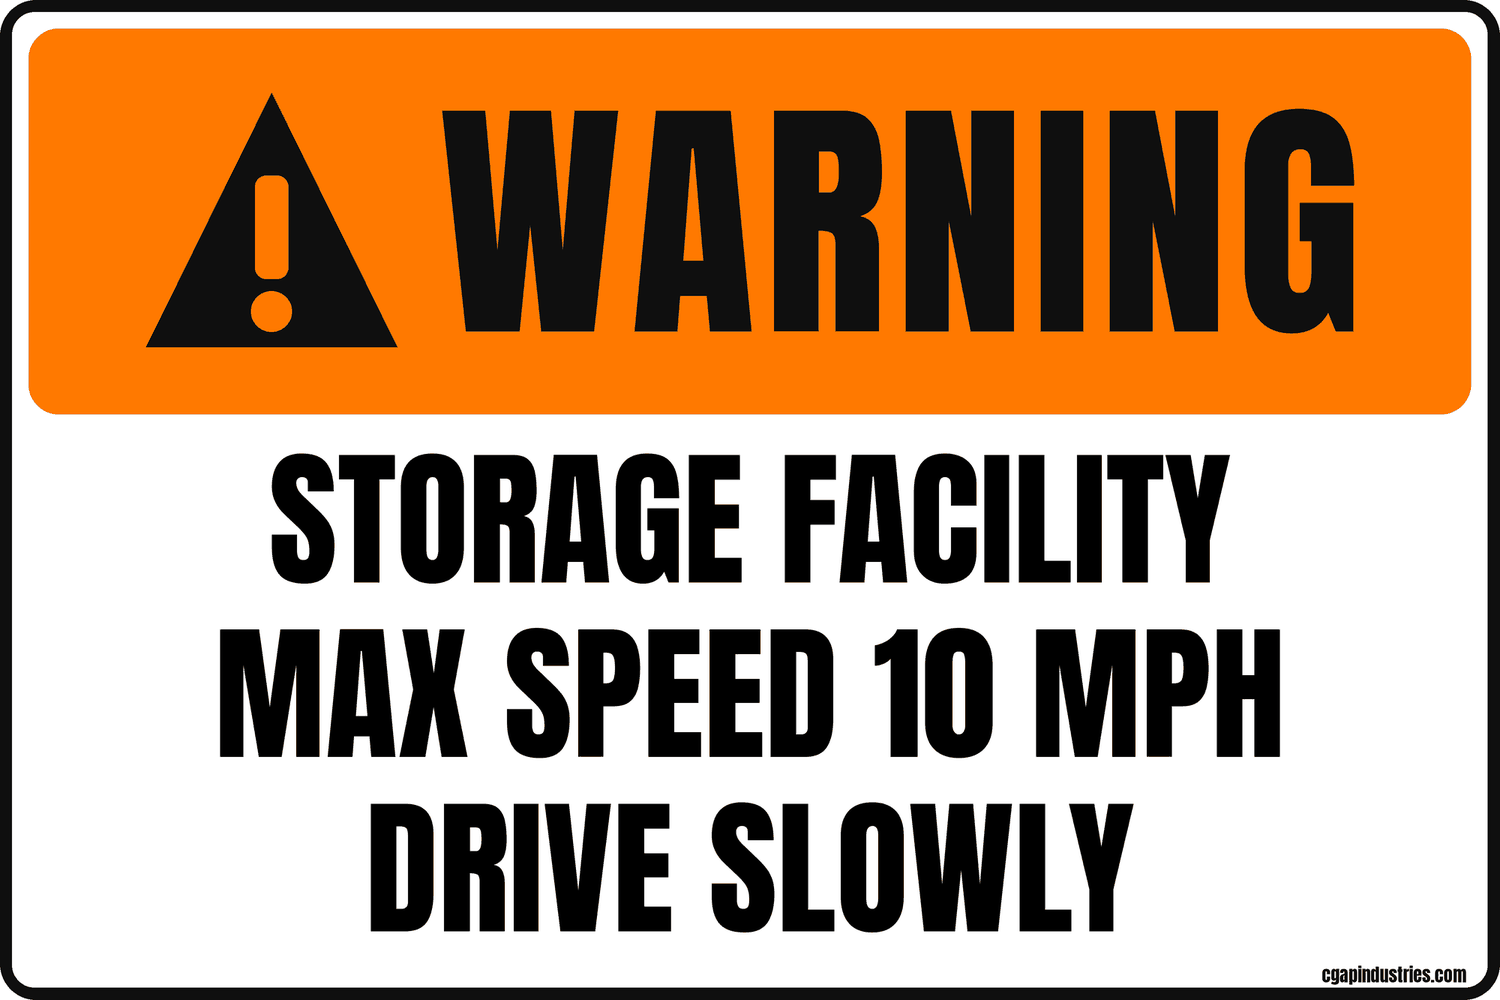 WARNING
STORAGE FACILITY
MAX SPEED 10 MPH
DRIVE SLOWLY
cgapindustries.com